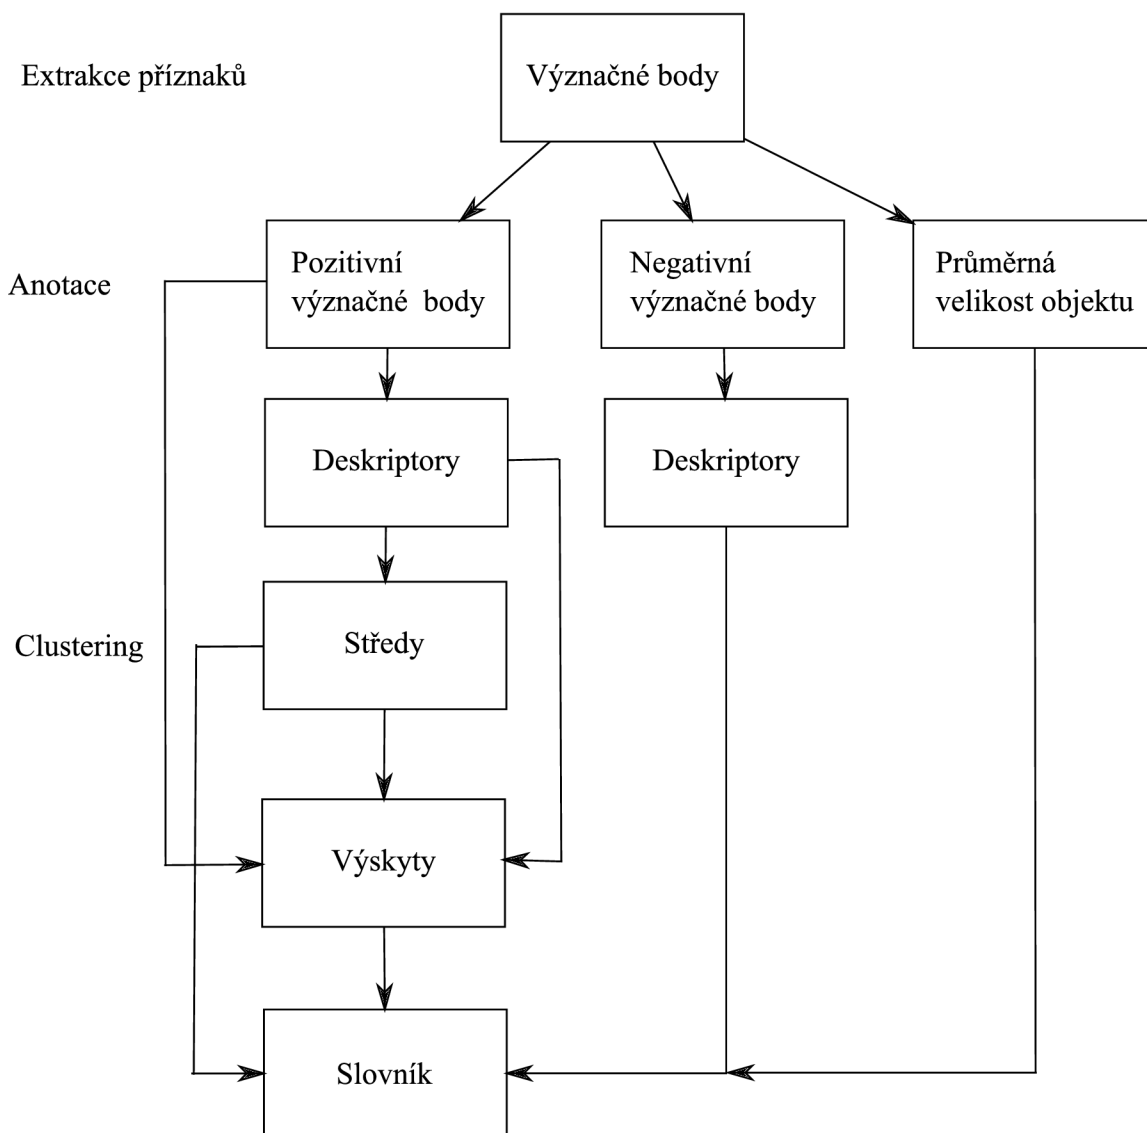 Extrakce příznaků
Význačné body
Anotace
Pozitivní
význačné body
Negativní
význačné body
Průměrná
velikost objektu
Deskriptory
Deskriptory
Clustering
Středy
Výskyty
Slovník